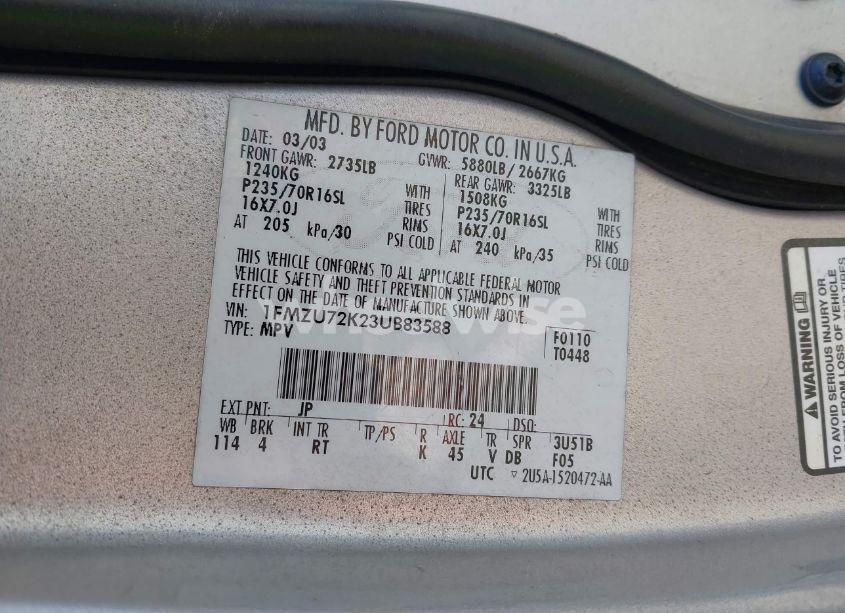 MFD. BY FORD MOTOR CO. IN U.S.A.
DATE: 03/03 GVWR: 5880LB/ 2667KG
FRONT GAWR: 2735LB REAR GAWR: 3325LB
1240KG WITH 1508KG WITH
P235/70R16SL TIRES P235/70R16SL TIRES
16X7.0J RIMS 16X7.0J RIMS
AT 205 kPa/30 PSI COLD AT 240 kPa/35 PSI COLD
THIS VEHICLE CONFORMS TO ALL APPLICABLE FEDERAL MOTOR
VEHICLE SAFETY AND THEFT PREVENTION STANDARDS IN
EFFECT ON THE DATE OF MANUFACTURE SHOWN ABOVE.
VIN: 1FMZU72K23UB83588 F0110
TYPE: MPV T0448
EXT PNT: JP RC: 24 DSO:
WB BRK INT TR TP/PS R AXLE TR SPR 3U51B
114 4 RT K 45 V DB F05
UTC ▽ 2U5A-1520472-AA
WARNING
TO AVOID SERIOUS INJURY OR
FROM LOSS OF VEHICLE